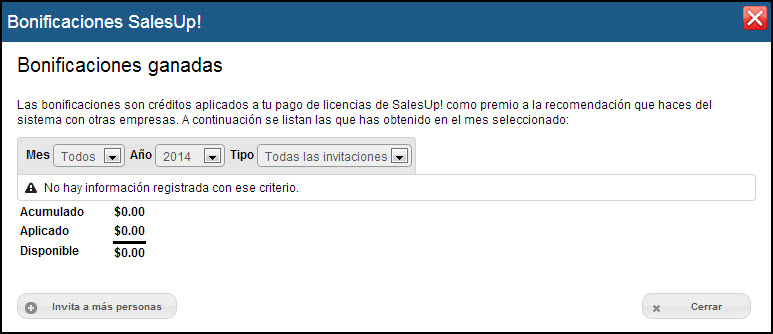 Bonificaciones SalesUp!
Bonificaciones ganadas
Las bonificaciones son créditos aplicados a tu pago de licencias de SalesUp! como premio a la recomendación que haces del
sistema con otras empresas. A continuación se listan las que has obtenido en el mes seleccionado:
Mes Todos Año 2014 Tipo Todas las invitaciones
No hay información registrada con ese criterio.
Acumulado $0.00
Aplicado $0.00
Disponible $0.00
Invita a más personas Cerrar